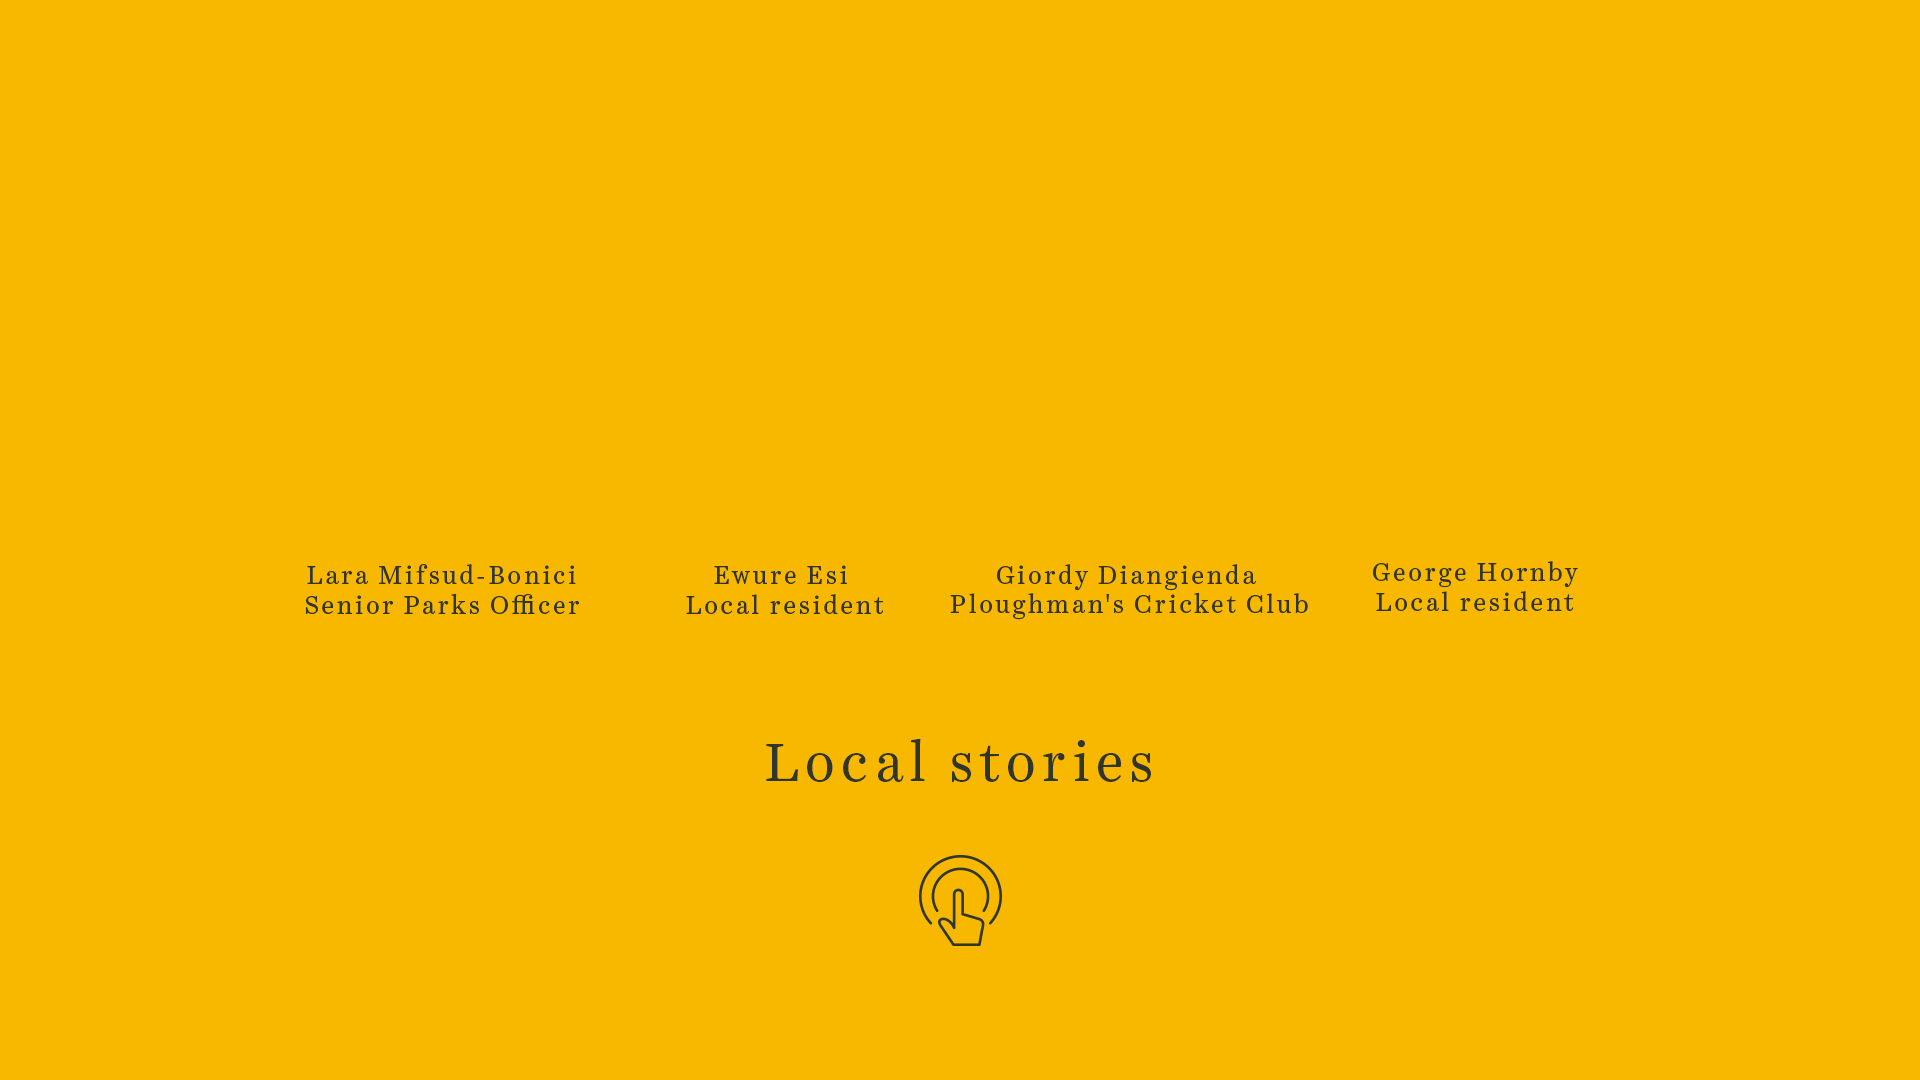 Lara Mifsud-Bonici
Senior Parks Officer
Ewure Esi
Local resident
Giordy Diangienda
Ploughman's Cricket Club
George Hornby
Local resident
Local stories